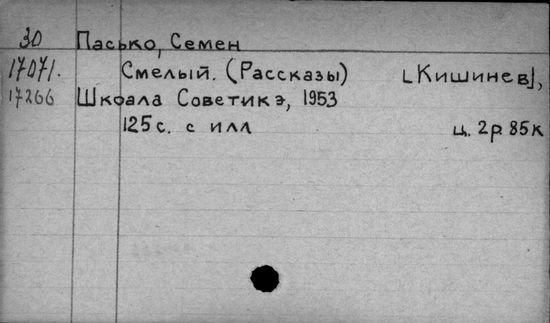 30 Пасько, Семен
17071. Смелый. (Рассказы) [Кишинев],
17266 Шкоала Советикэ, 1953
125 с. с илл ц. 2р. 85к